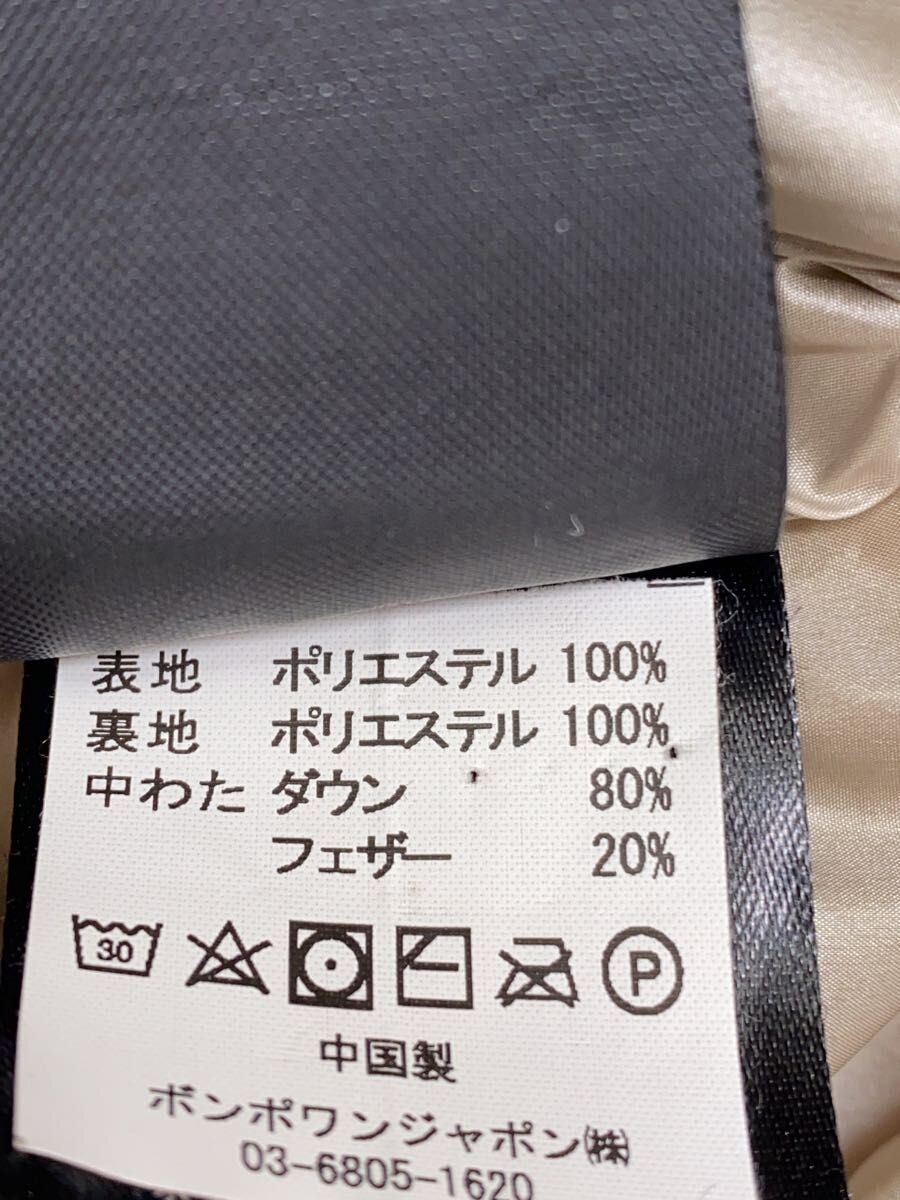 表地 ポリエステル 100%
裏地 ポリエステル 100%
中わた ダウン 80%
フェザー 20%
30 P
中国製
ボンポワンジャポン㈱
03-6805-1620